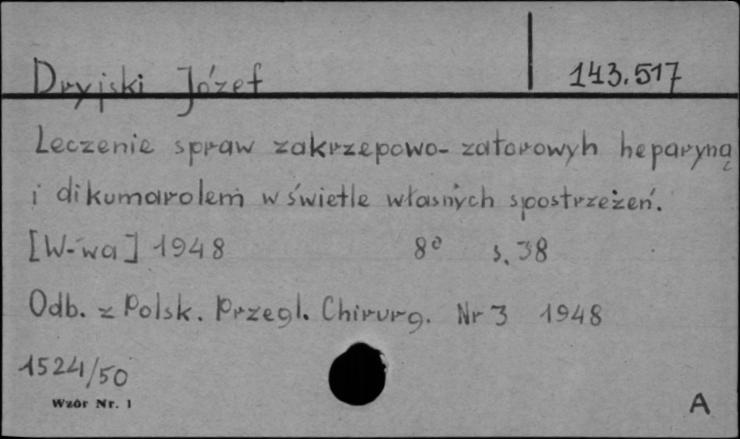 Dryjski Józef 143.517
Leczenie spraw zakrzepowo-zatorowyh heparyną
i dikumarolem w świetle własnych spostrzeżeń.
[W-wa] 1948 8° s. 38
Odb. z Polsk. Przegl. Chirurg. Nr 3 1948
1524/50
Wzór Nr. 1
A